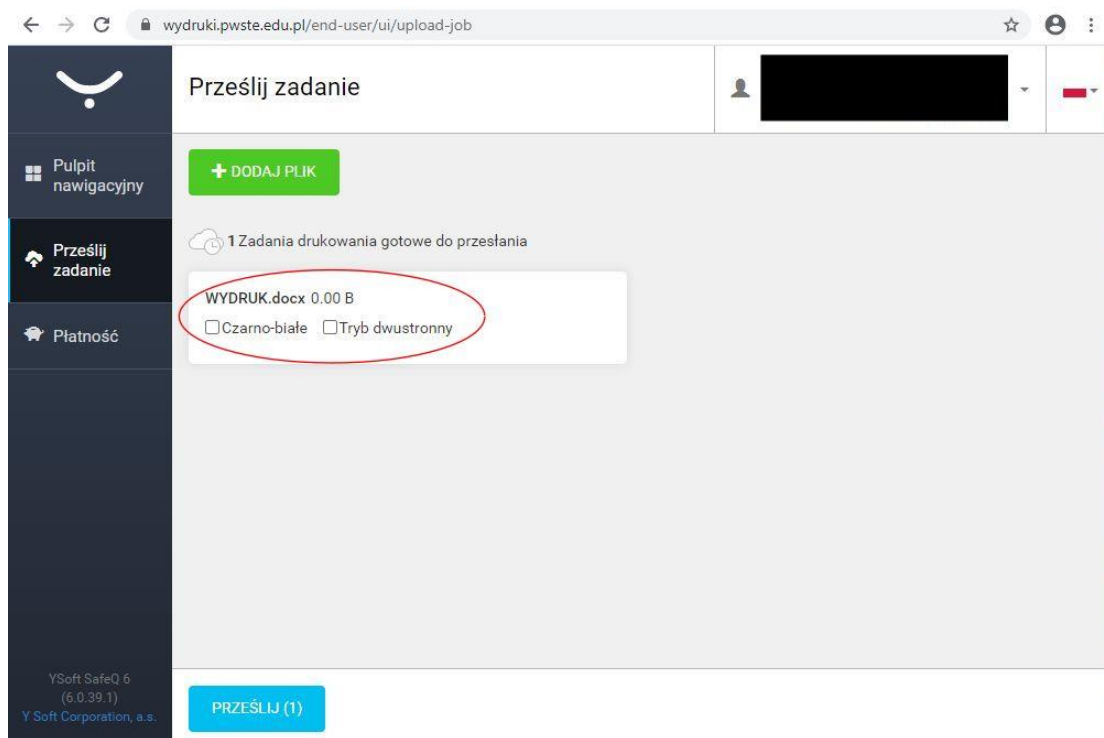 wydruki.pwste.edu.pl/end-user/ui/upload-job
Prześlij zadanie
Pulpit
nawigacyjny
Prześlij
zadanie
Płatność
+ DODAJ PLIK
1 Zadania drukowania gotowe do przesłania
WYDRUK.docx 0.00 B
Czarno-białe Tryb dwustronny
YSoft SafeQ 6
(6.0.39.1)
Y Soft Corporation, a.s.
PRZEŚLIJ (1)